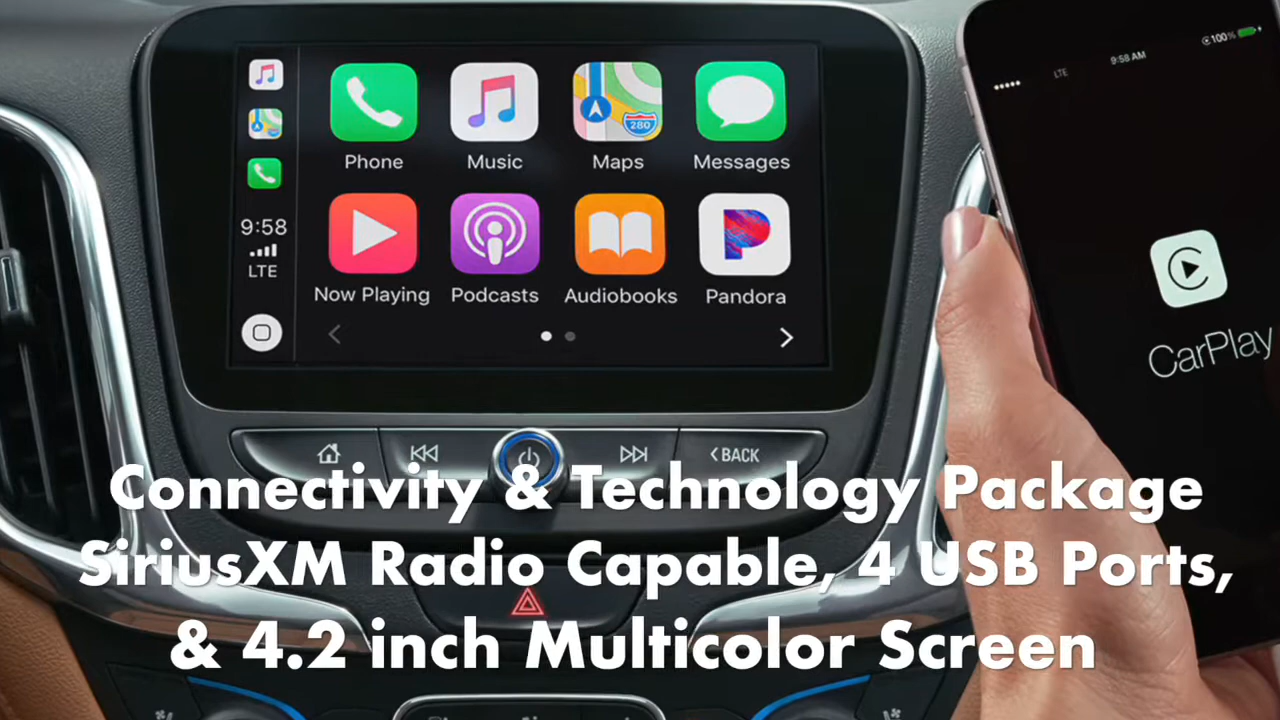 100%
9:58 AM
LTE
280
Phone
Music
Maps
Messages
9:58
LTE
Now Playing
Podcasts
Audiobooks
Pandora
CarPlay
BACK
Connectivity & Technology Package
SiriusXM Radio Capable, 4 USB Ports,
& 4.2 inch Multicolor Screen